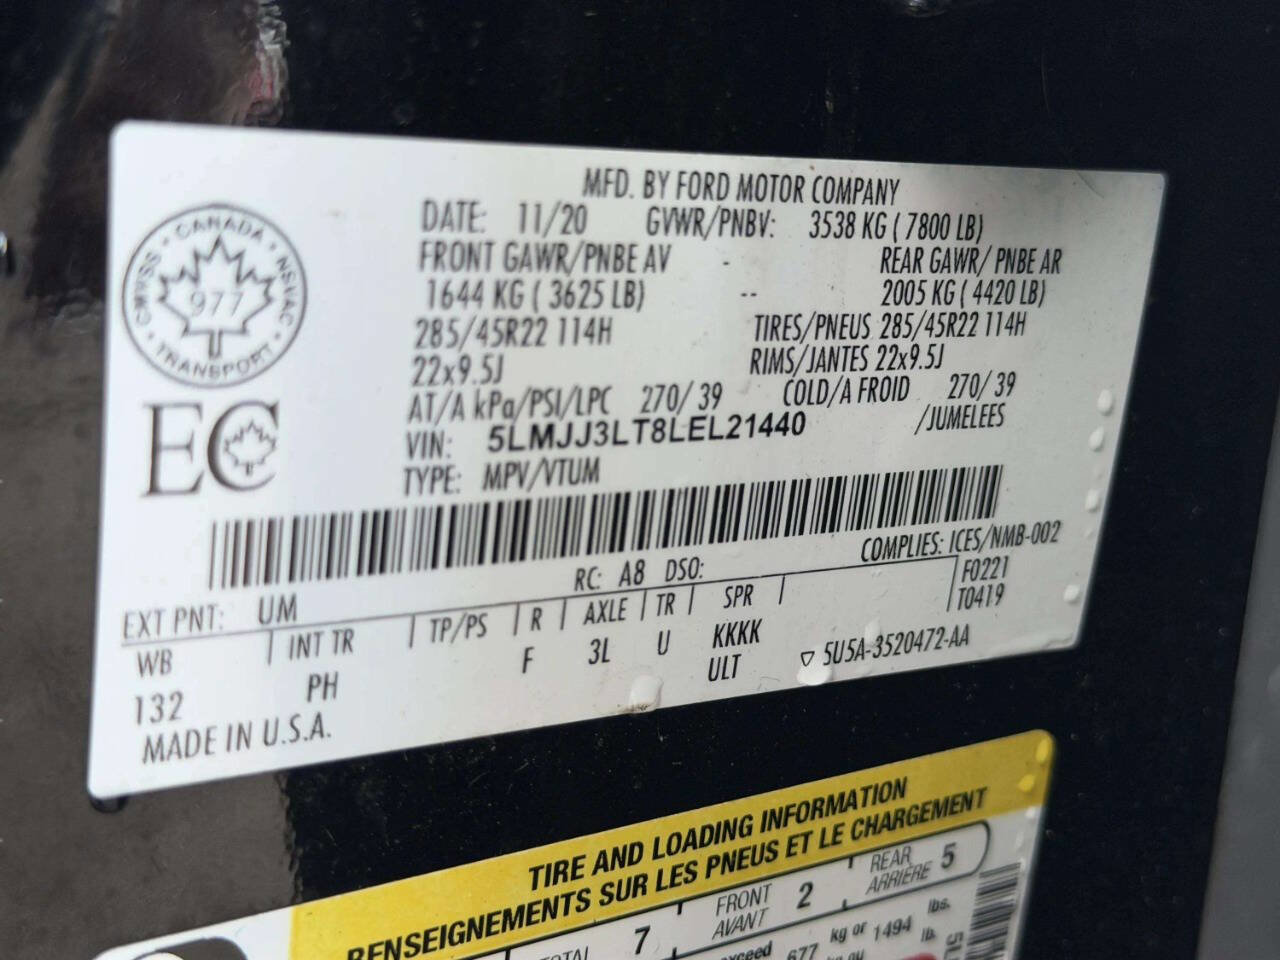 MFD. BY FORD MOTOR COMPANY
DATE: 11/20 GVWR/PNBV: 3538 KG ( 7800 LB)
FRONT GAWR/PNBE AV - REAR GAWR/ PNBE AR
1644 KG ( 3625 LB) -- 2005 KG ( 4420 LB)
285/45R22 114H TIRES/PNEUS 285/45R22 114H
22x9.5J RIMS/JANTES 22x9.5J
AT/A kPa/PSI/LPC 270/ 39 COLD/A FROID 270/ 39
VIN: 5LMJJ3LT8LEL21440 /JUMELEES
TYPE: MPV/VTUM
CANADA
NSVAC
TRANSPORT
CMVSS
977
EC
COMPLIES: ICES/NMB-002
RC: A8 DSO:
F0221
T0419
EXT PNT: UM
WB | INT TR | TP/PS | R | AXLE | TR | SPR |
132 PH F 3L U KKKK
ULT
5U5A-3520472-AA
MADE IN U.S.A.
TIRE AND LOADING INFORMATION
RENSEIGNEMENTS SUR LES PNEUS ET LE CHARGEMENT
7 FRONT AVANT 2 REAR ARRIÈRE 5
677 kg or 1494 lbs.
lb.